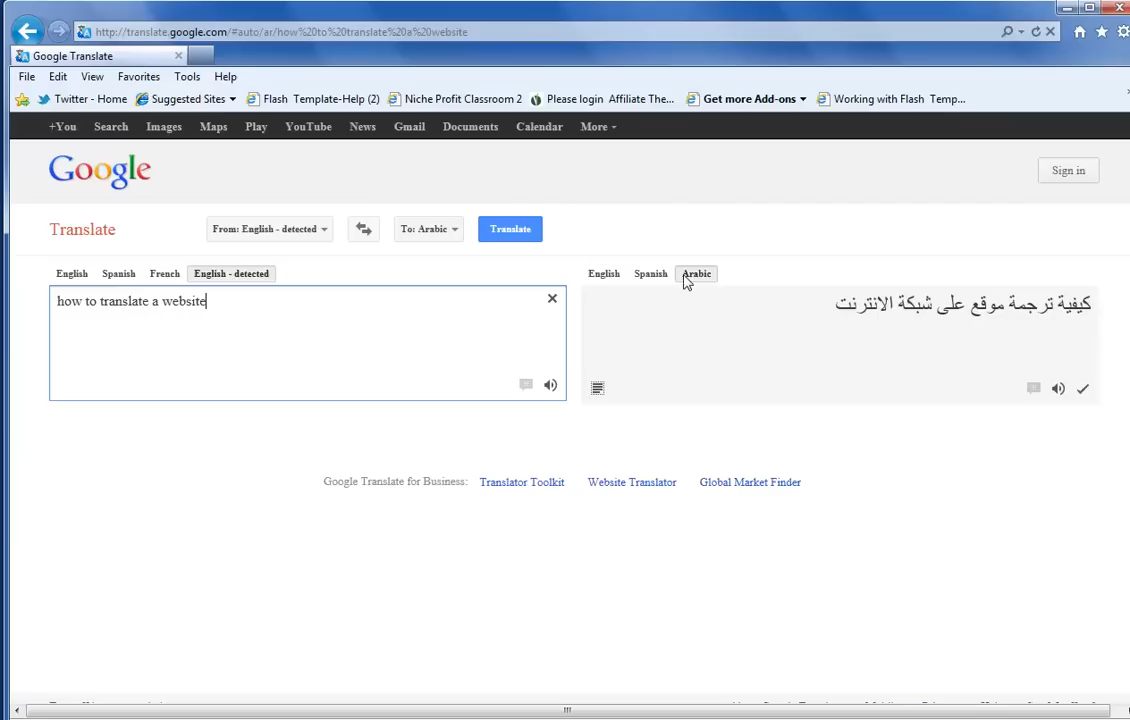 http://translate.google.com/#auto/ar/how%20to%20translate%20a%20website
Google Translate
File Edit View Favorites Tools Help
Twitter - Home Suggested Sites Flash Template-Help (2) Niche Profit Classroom 2 Please login Affiliate The... Get more Add-ons Working with Flash Temp...
+You Search Images Maps Play YouTube News Gmail Documents Calendar More
Google
Sign in
Translate From: English - detected To: Arabic Translate
English Spanish French English - detected English Spanish Arabic
how to translate a website
كيفية ترجمة موقع على شبكة الانترنت
Google Translate for Business: Translator Toolkit Website Translator Global Market Finder